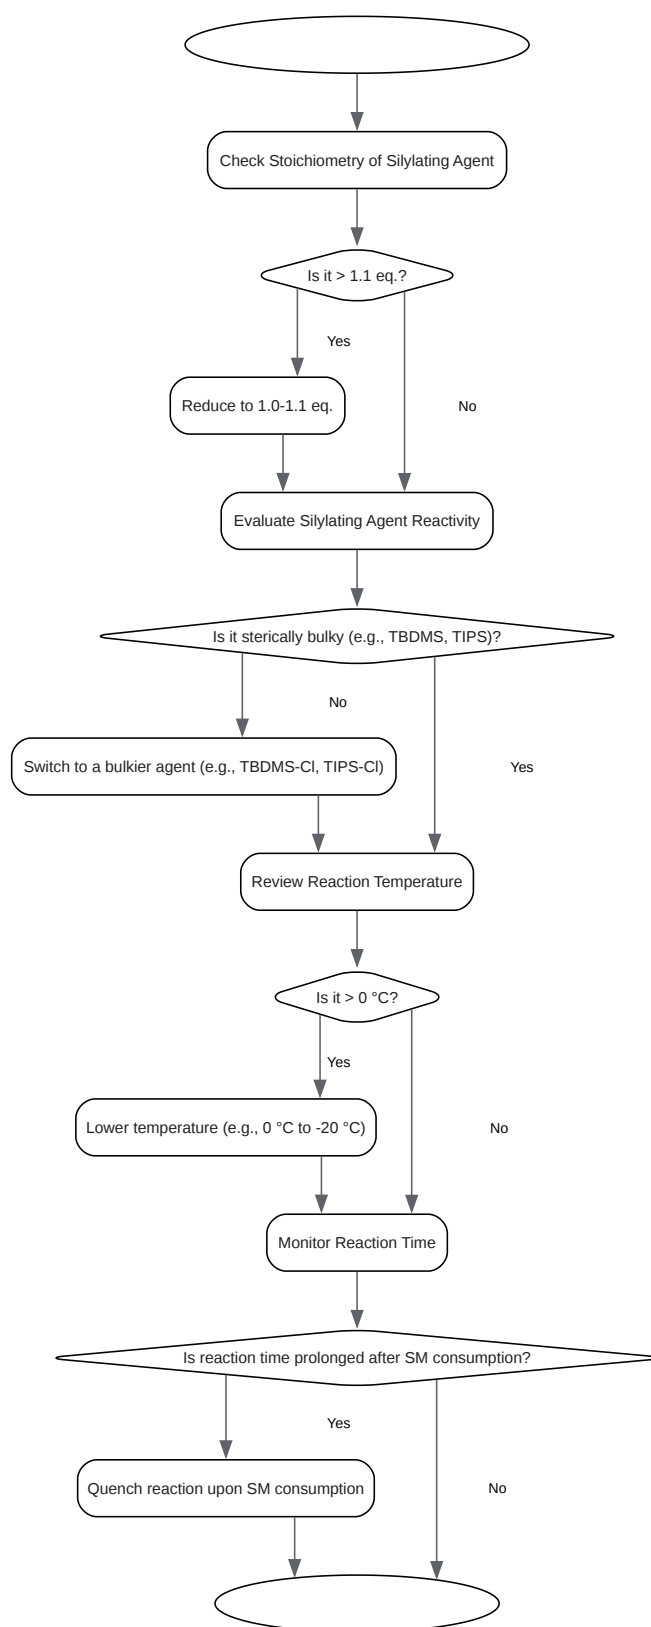 Check Stoichiometry of Silylating Agent
Is it > 1.1 eq.?
Yes
Reduce to 1.0-1.1 eq.
No
Evaluate Silylating Agent Reactivity
Is it sterically bulky (e.g., TBDMS, TIPS)?
No
Switch to a bulkier agent (e.g., TBDMS-Cl, TIPS-Cl)
Yes
Review Reaction Temperature
Is it > 0 °C?
Yes
Lower temperature (e.g., 0 °C to -20 °C)
No
Monitor Reaction Time
Is reaction time prolonged after SM consumption?
Yes
Quench reaction upon SM consumption
No